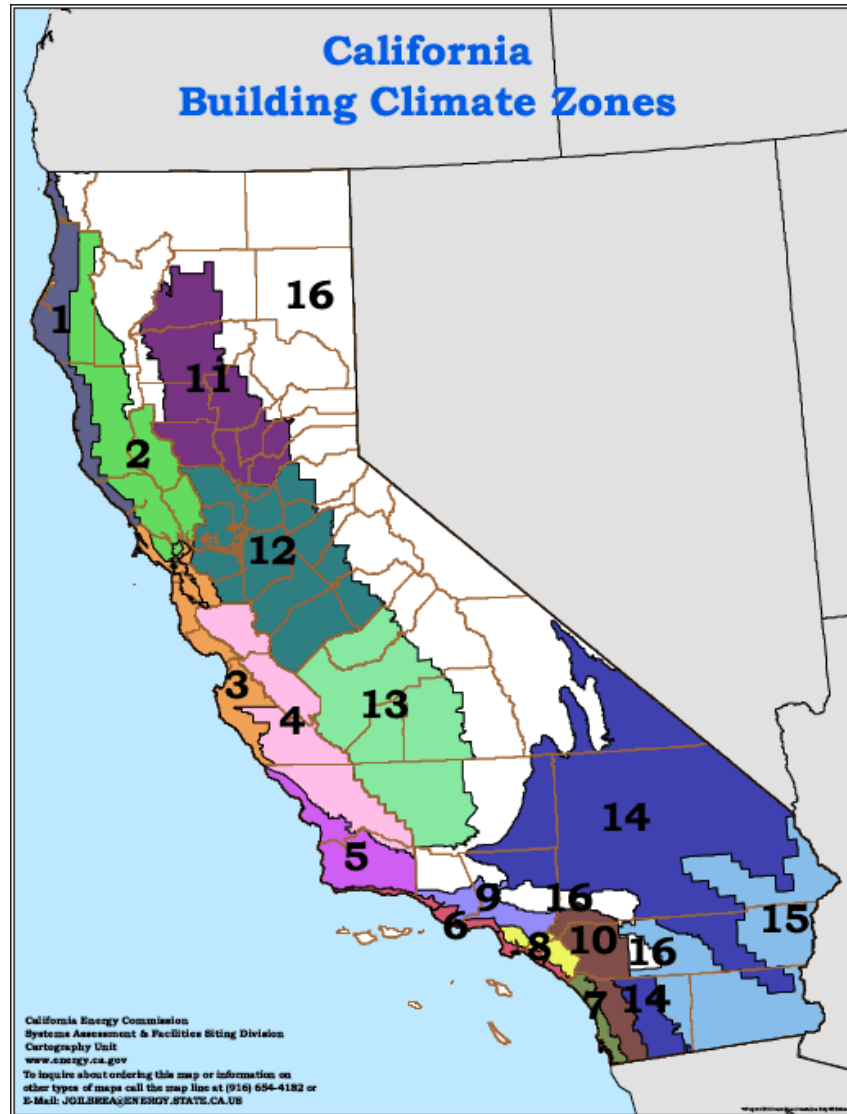 California
Building Climate Zones
16
1
11
2
12
3
4
13
14
5
9
16
6
15
8
10
16
7
14
California Energy Commission
Systems Assessment & Facilities Siting Division
Cartography Unit
www.energy.ca.gov
To inquire about ordering this map or information on
other types of maps call the map line at (916) 654-4182 or
E-Mail: JGILBREA@ENERGY.STATE.CA.US